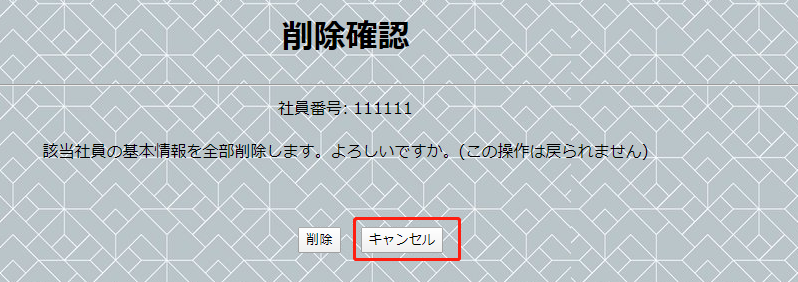 削除確認
社員番号: 111111
該当社員の基本情報を全部削除します。よろしいですか。(この操作は戻られません)
削除 キャンセル